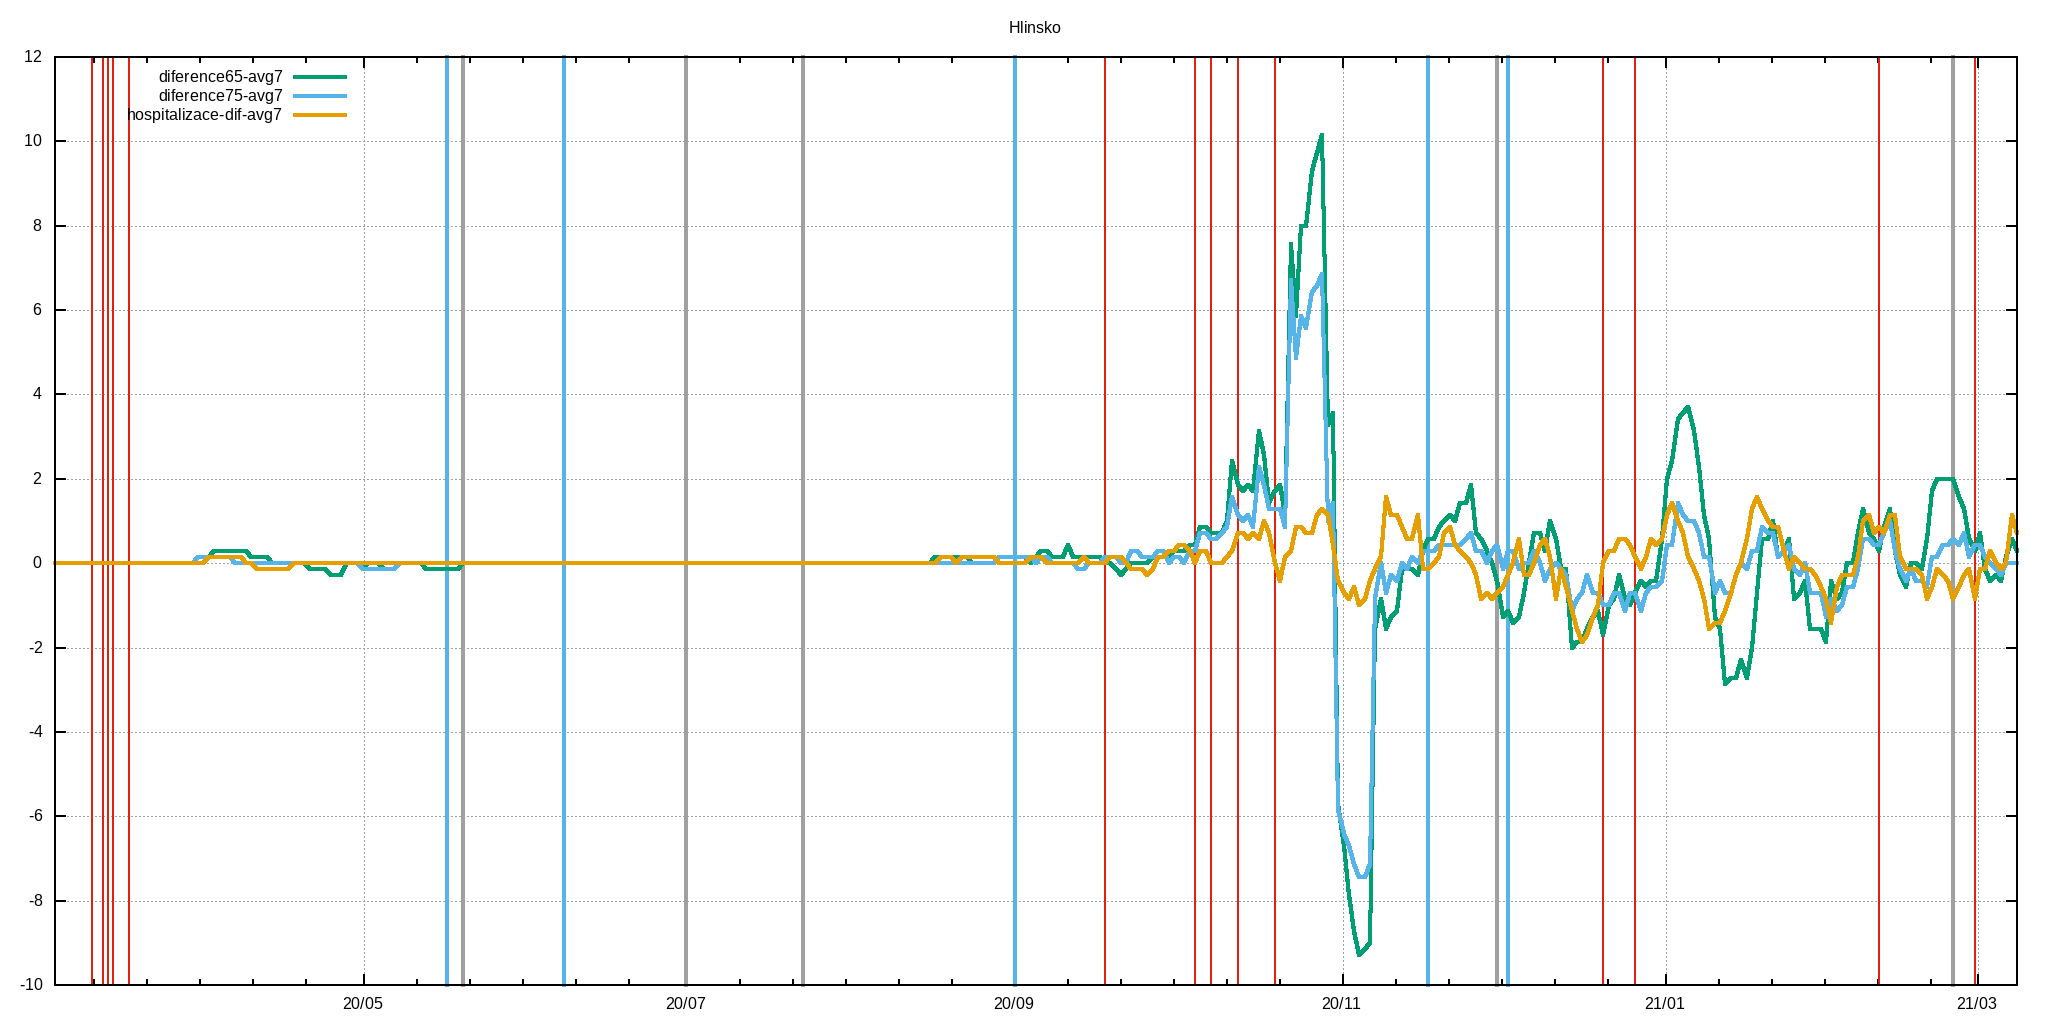 Hlinsko
diference65-avg7
diference75-avg7
hospitalizace-dif-avg7
12
10
8
6
4
2
0
-2
-4
-6
-8
-10
20/05 20/07 20/09 20/11 21/01 21/03